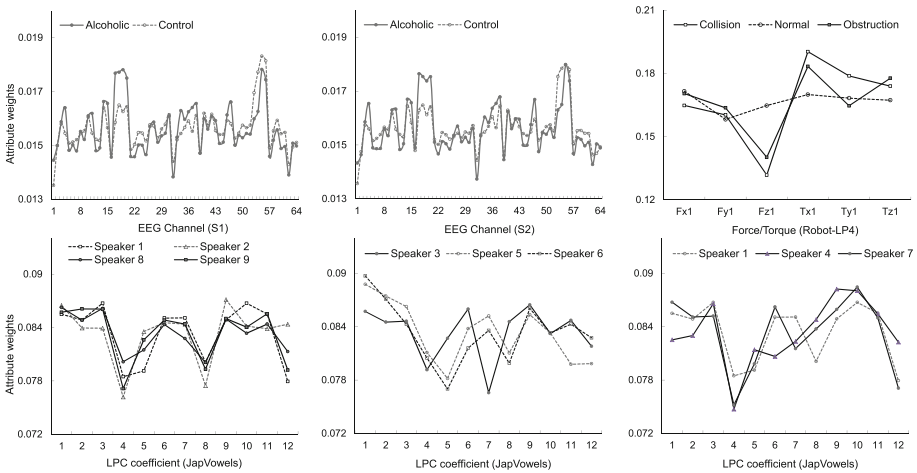 Alcoholic Control
Attribute weights
0.019
0.017
0.015
0.013
1 8 15 22 29 36 43 50 57 64
EEG Channel (S1)
Alcoholic Control
0.019
0.017
0.015
0.013
1 8 15 22 29 36 43 50 57 64
EEG Channel (S2)
0.21
Collision Normal Obstruction
0.18
0.15
0.12
Fx1 Fy1 Fz1 Tx1 Ty1 Tz1
Force/Torque (Robot-LP4)
Speaker 1 Speaker 2
Speaker 8 Speaker 9
Attribute weights
0.09
0.084
0.078
0.072
1 2 3 4 5 6 7 8 9 10 11 12
LPC coefficient (JapVowels)
Speaker 3 Speaker 5 Speaker 6
0.09
0.084
0.078
0.072
1 2 3 4 5 6 7 8 9 10 11 12
LPC coefficient (JapVowels)
Speaker 1 Speaker 4 Speaker 7
0.09
0.084
0.078
0.072
1 2 3 4 5 6 7 8 9 10 11 12
LPC coefficient (JapVowels)